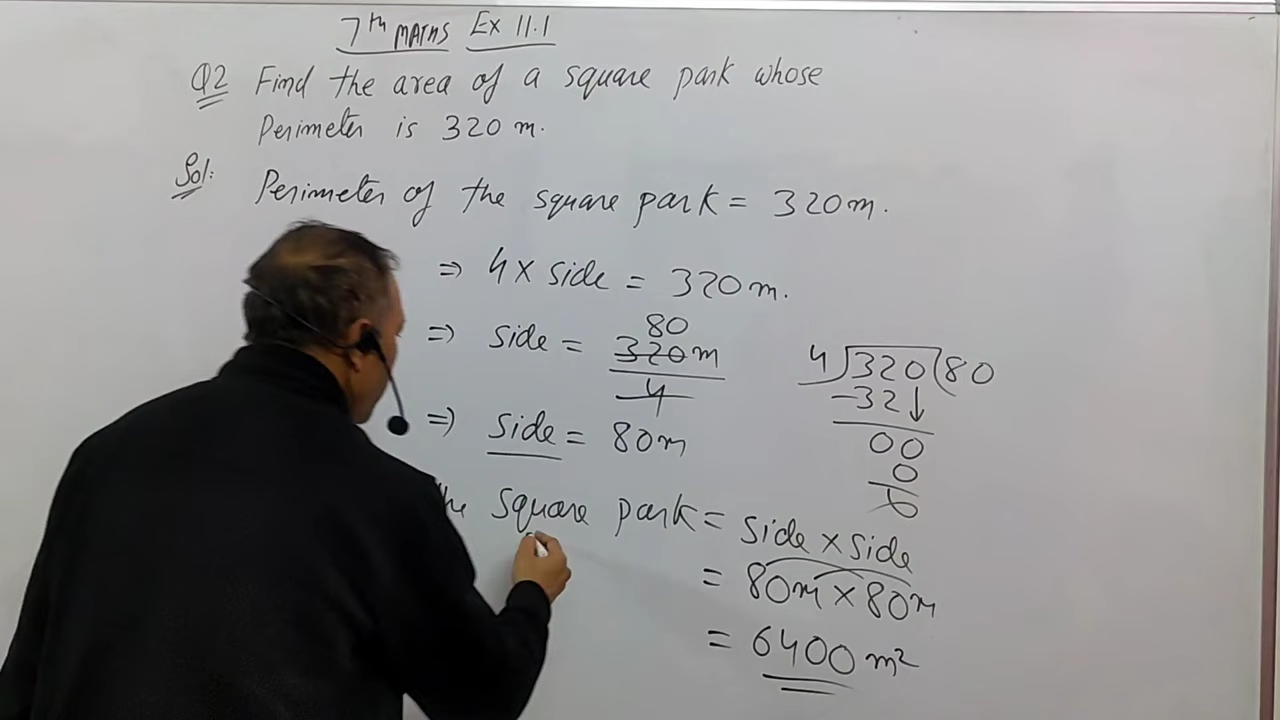 7th MATHS Ex 11.1
Q2 Find the area of a square park whose
Perimeter is 320 m.
Sol: Perimeter of the square park = 320m.
⇒ 4 × side = 320m.
80
⇒ side = 320m
4
4 ) 320 ( 80
-32↓
00
0
0
⇒ side = 80m
square park = side × side
= 80m × 80m
= 6400 m²